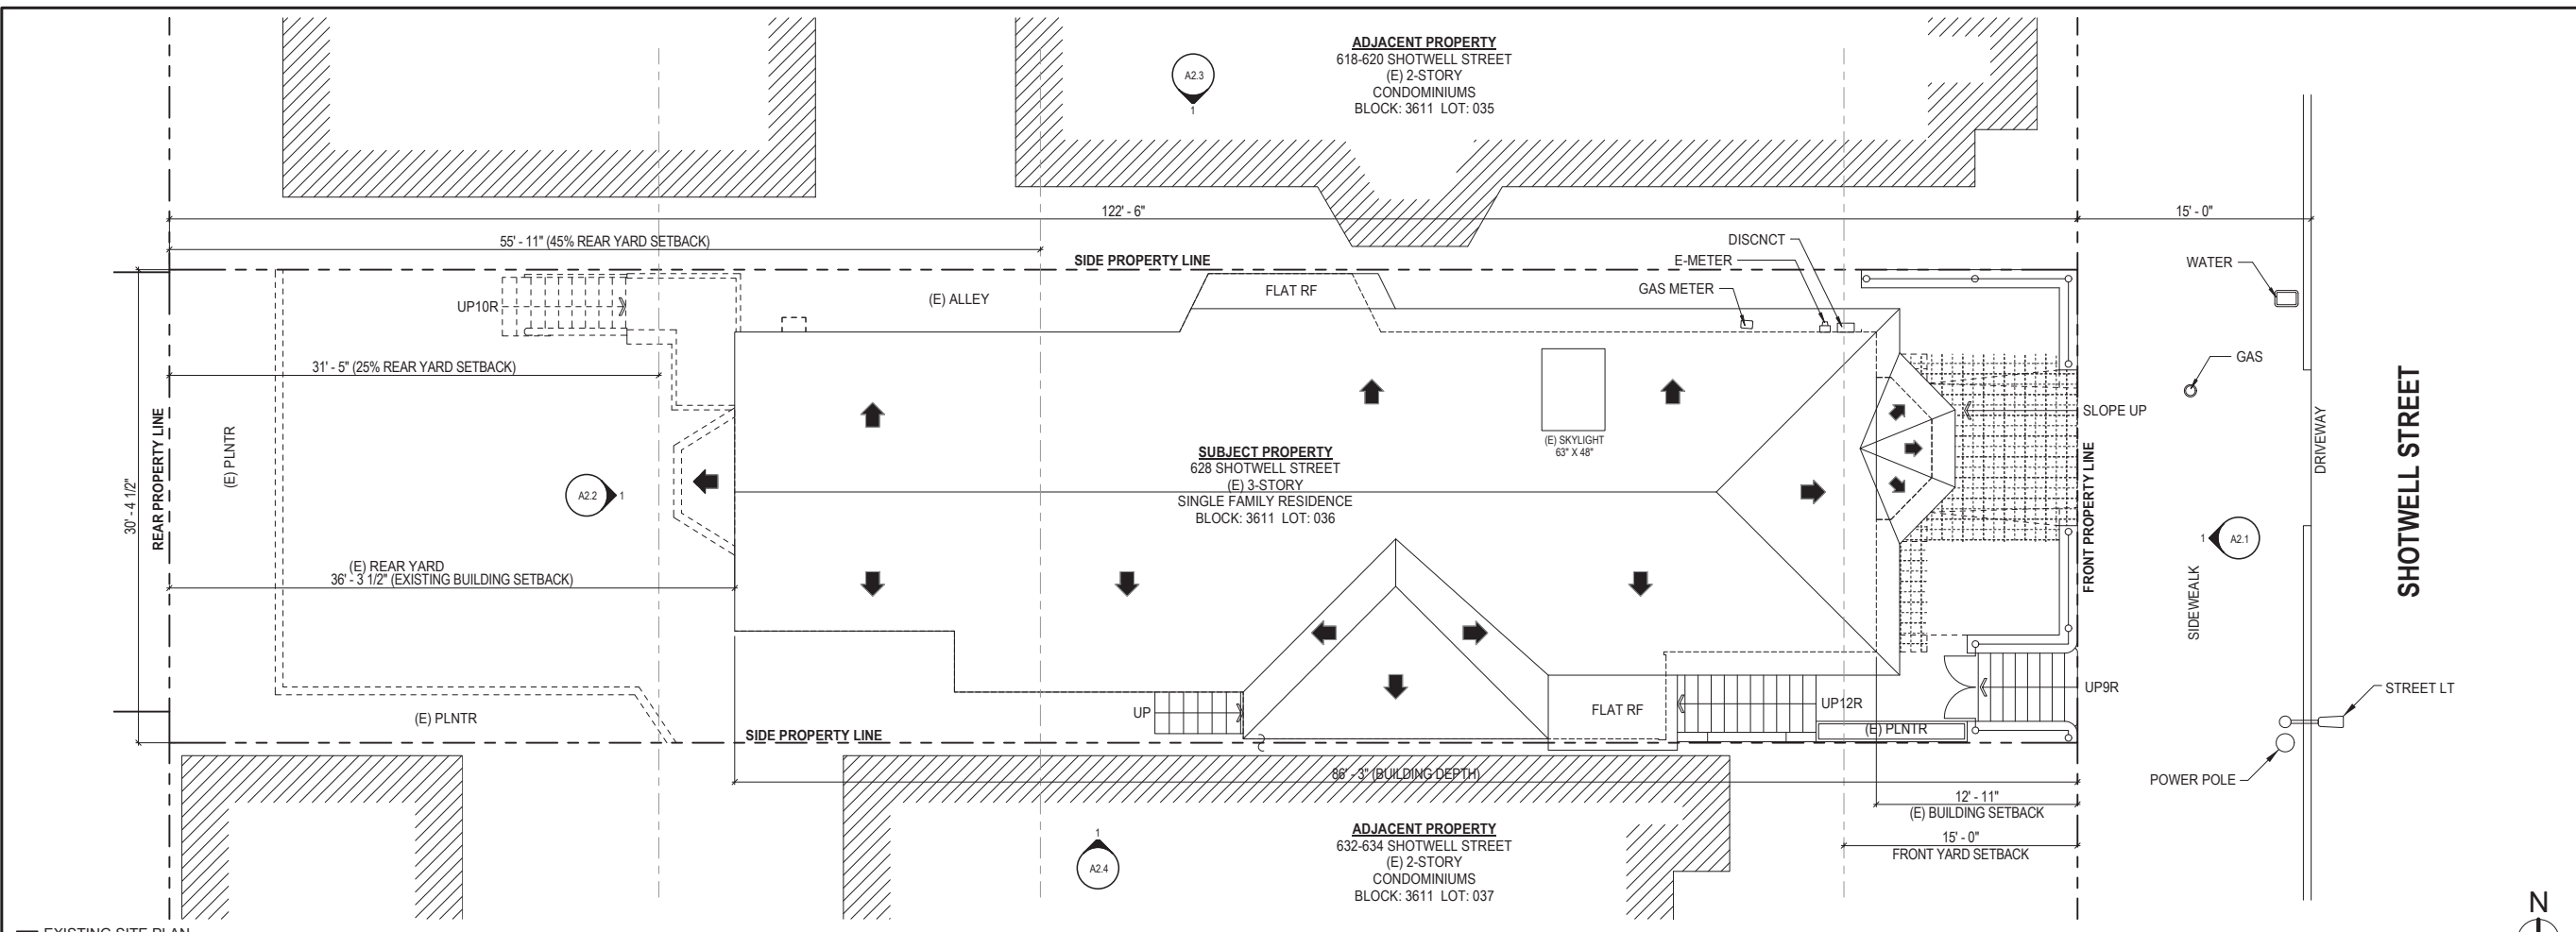 ADJACENT PROPERTY
618-620 SHOTWELL STREET
(E) 2-STORY
CONDOMINIUMS
BLOCK: 3611 LOT: 035
A2.3
1
122' - 6"
15' - 0"
55' - 11" (45% REAR YARD SETBACK)
SIDE PROPERTY LINE
DISCNCT
E-METER
GAS METER
WATER
(E) ALLEY
FLAT RF
UP10R
31' - 5" (25% REAR YARD SETBACK)
GAS
SLOPE UP
(E) SKYLIGHT
63" X 48"
SUBJECT PROPERTY
628 SHOTWELL STREET
(E) 3-STORY
SINGLE FAMILY RESIDENCE
BLOCK: 3611 LOT: 036
30' - 4 1/2"
REAR PROPERTY LINE
(E) PLNTR
A2.2
1
FRONT PROPERTY LINE
DRIVEWAY
SHOTWELL STREET
1
A2.1
SIDEWEALK
(E) REAR YARD
36' - 3 1/2" (EXISTING BUILDING SETBACK)
(E) PLNTR
SIDE PROPERTY LINE
UP
FLAT RF
UP12R
(E) PLNTR
UP9R
STREET LT
POWER POLE
86' - 3" (BUILDING DEPTH)
12' - 11"
(E) BUILDING SETBACK
15' - 0"
FRONT YARD SETBACK
1
A2.4
ADJACENT PROPERTY
632-634 SHOTWELL STREET
(E) 2-STORY
CONDOMINIUMS
BLOCK: 3611 LOT: 037
N
EXISTING SITE PLAN